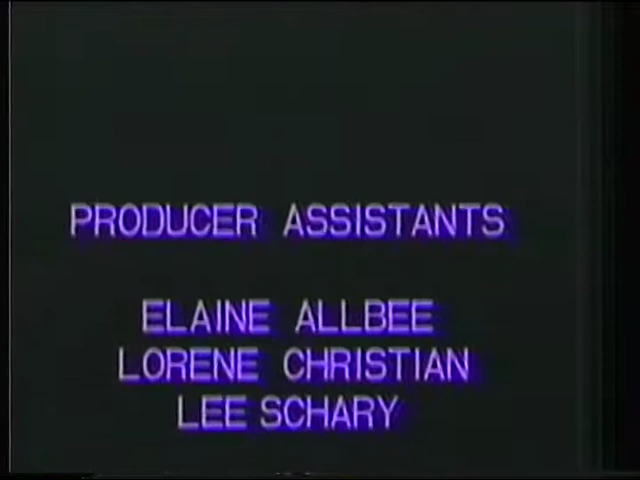 PRODUCER ASSISTANTS
ELAINE ALLBEE
LORENE CHRISTIAN
LEE SCHARY